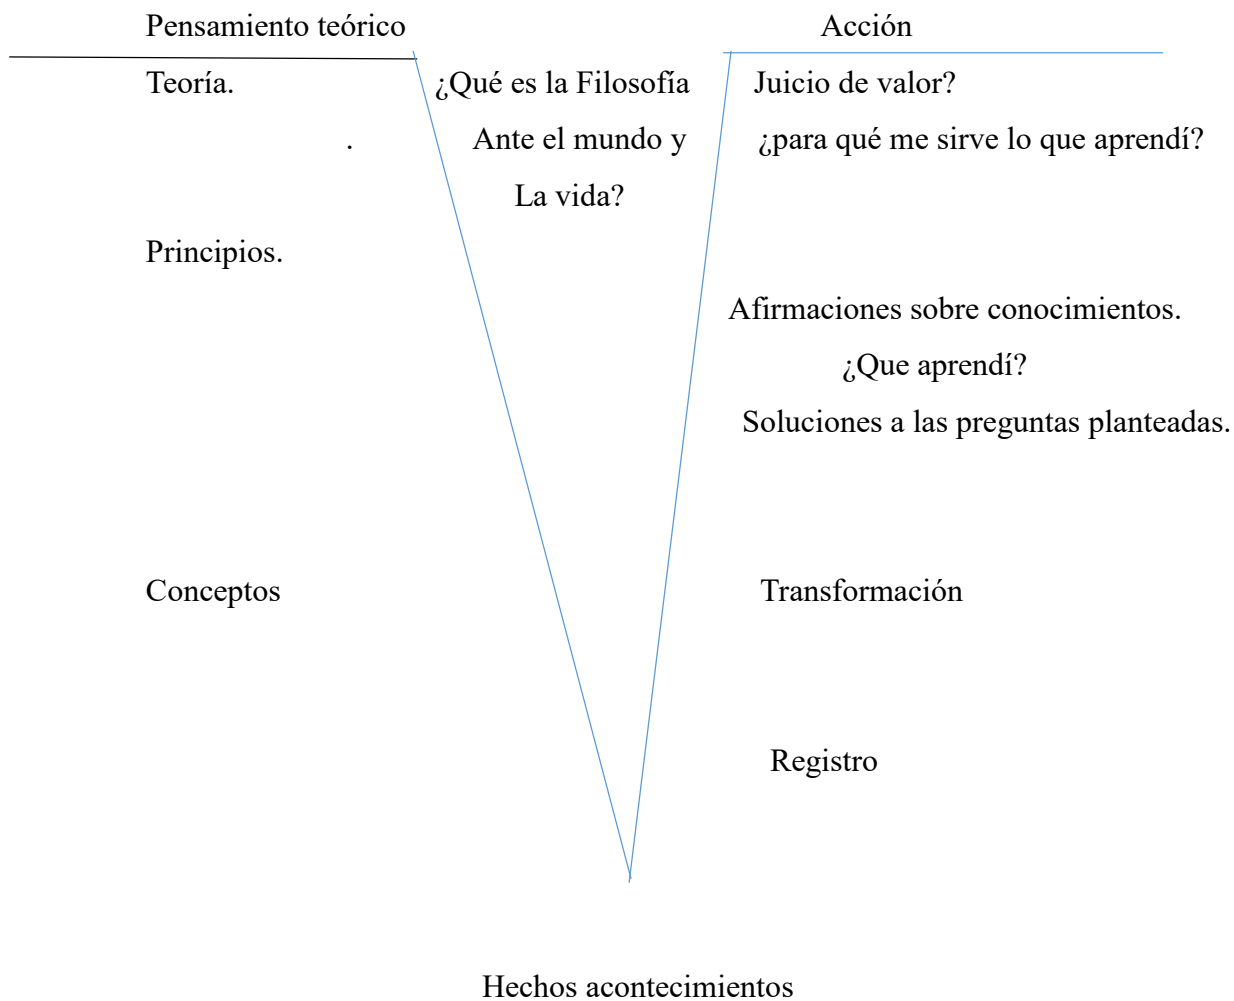 Pensamiento teórico Acción
Teoría. ¿Qué es la Filosofía Juicio de valor?
. Ante el mundo y ¿para qué me sirve lo que aprendí?
La vida?
Principios.
Afirmaciones sobre conocimientos.
¿Que aprendí?
Soluciones a las preguntas planteadas.
Conceptos Transformación
Registro
Hechos acontecimientos